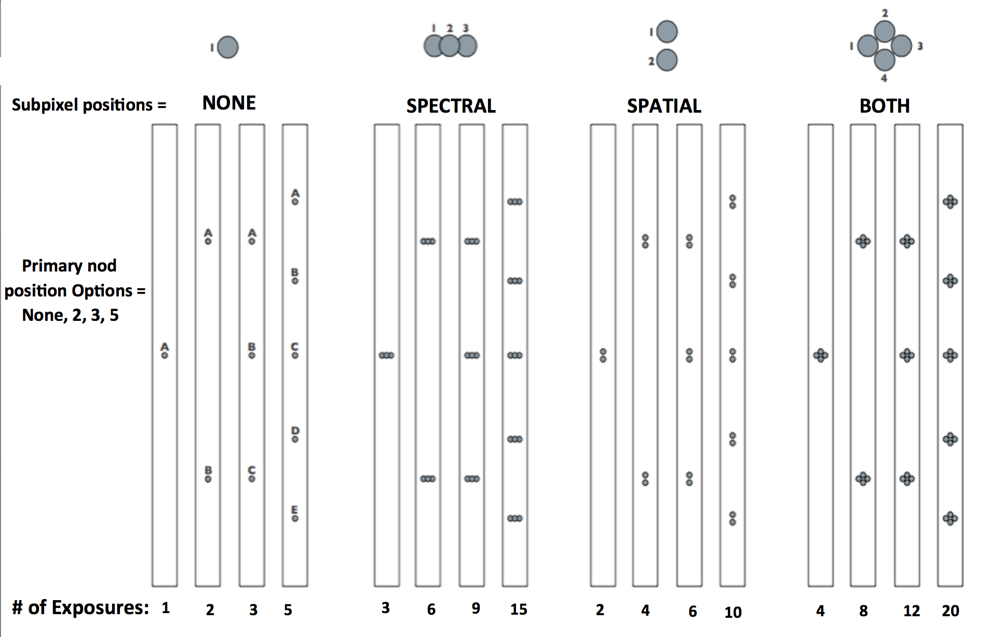 2
1 2 3
1
1
1 3
2
4
Subpixel positions = NONE SPECTRAL SPATIAL BOTH
A
A A
B
Primary nod
position Options =
None, 2, 3, 5
A B C
D
B C
E
# of Exposures: 1 2 3 5 3 6 9 15 2 4 6 10 4 8 12 20